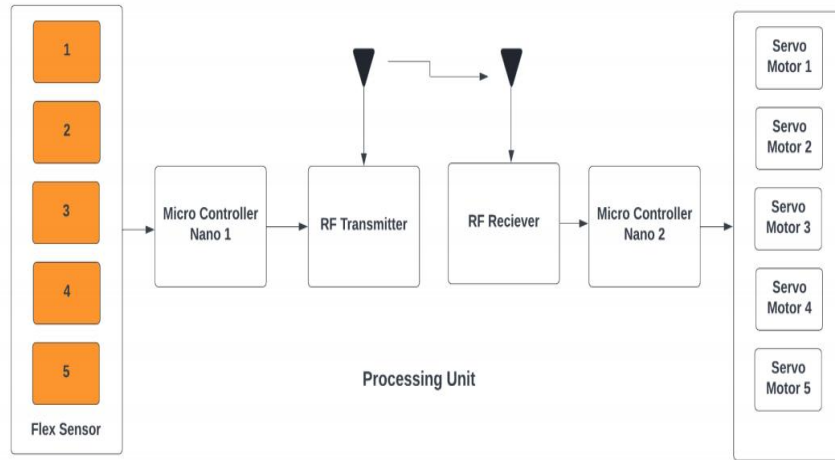 1
2
3
4
5
Flex Sensor
Micro Controller
Nano 1
RF Transmitter
RF Reciever
Micro Controller
Nano 2
Processing Unit
Servo
Motor 1
Servo
Motor 2
Servo
Motor 3
Servo
Motor 4
Servo
Motor 5